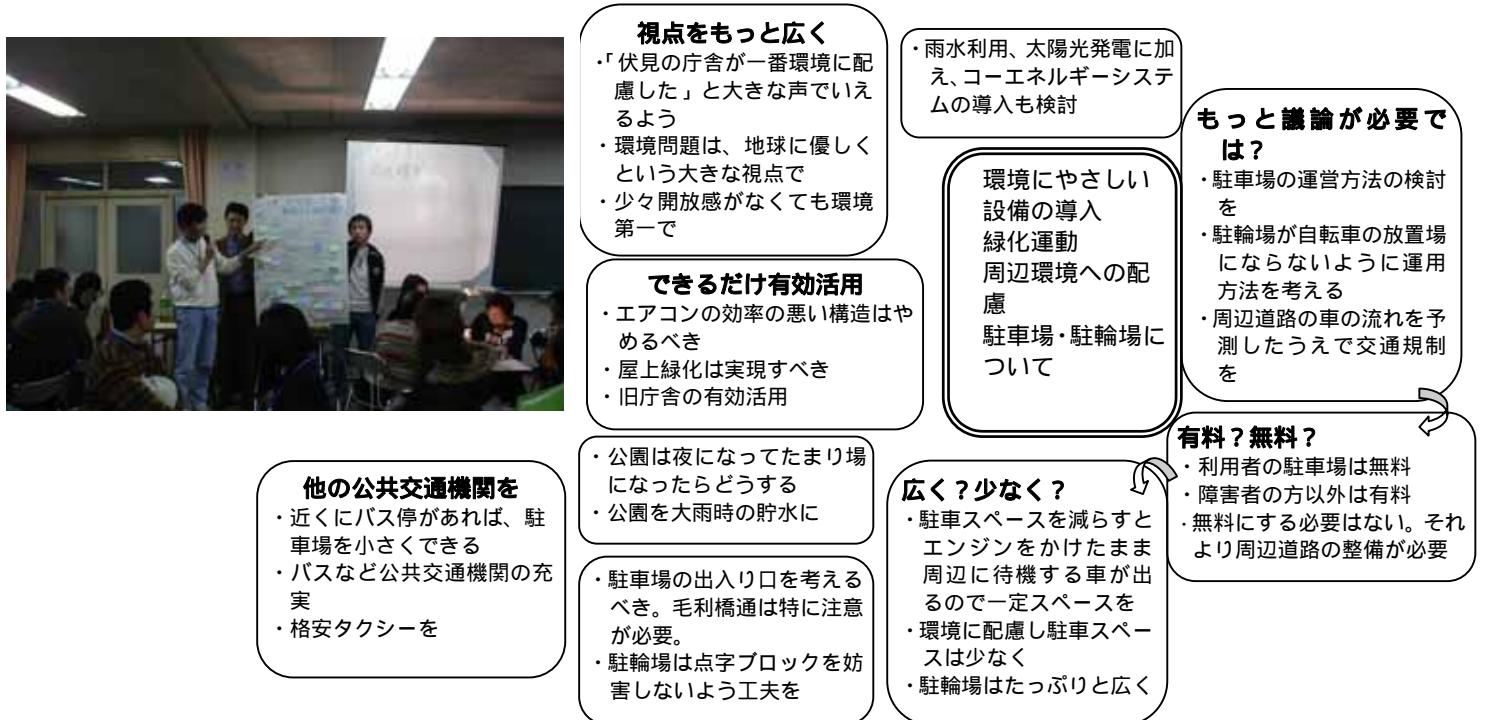 視点をもっと広く
・「伏見の庁舎が一番環境に配
慮した」と大きな声でいえ
るよう
・環境問題は、地球に優しく
という大きな視点で
・少々開放感がなくても環境
第一で
できるだけ有効活用
・エアコンの効率の悪い構造はや
めるべき
・屋上緑化は実現すべき
・旧庁舎の有効活用
・公園は夜になってたまり場
になったらどうする
・公園を大雨時の貯水に
・駐車場の出入り口を考える
べき。毛利橋通は特に注意
が必要。
・駐輪場は点字ブロックを妨
害しないよう工夫を
他の公共交通機関を
・近くにバス停があれば、駐
車場を小さくできる
・バスなど公共交通機関の充
実
・格安タクシーを
・雨水利用、太陽光発電に加
え、コーエネルギーシステ
ムの導入も検討
環境にやさしい
設備の導入
緑化運動
周辺環境への配
慮
駐車場・駐輪場に
ついて
もっと議論が必要で
は？
・駐車場の運営方法の検討
を
・駐輪場が自転車の放置場
にならないように運用
方法を考える
・周辺道路の車の流れを予
測したうえで交通規制
を
有料？無料？
・利用者の駐車場は無料
・障害者の方以外は有料
・無料にする必要はない。それ
より周辺道路の整備が必要
広く？少なく？
・駐車スペースを減らすと
エンジンをかけたまま
周辺に待機する車が出
るので一定スペースを
・環境に配慮し駐車スペー
スは少なく
・駐輪場はたっぷりと広く